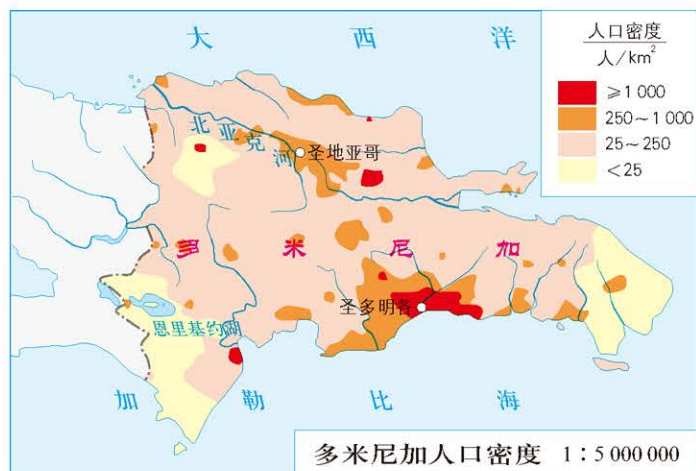 大西洋
人口密度
人/km²
≥1 000
250~1 000
25~250
<25
北亚克河
圣地亚哥
多米尼加
圣多明各
恩里基约湖
加勒比海
多米尼加人口密度 1:5 000 000